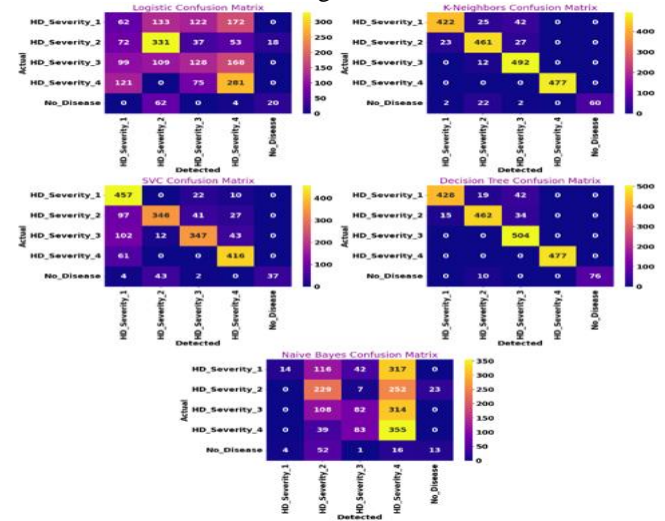 Logistic Confusion Matrix
HD_Severity_1 62 133 122 172 0
HD_Severity_2 72 331 37 53 18
HD_Severity_3 99 109 128 168 0
HD_Severity_4 121 0 75 281 0
No_Disease 0 62 0 4 20
Actual
HD_Severity_1 HD_Severity_2 HD_Severity_3 HD_Severity_4 No_Disease
Detected
300
250
200
150
100
50
0
K-Neighbors Confusion Matrix
HD_Severity_1 422 25 42 0 0
HD_Severity_2 23 461 27 0 0
HD_Severity_3 0 12 492 0 0
HD_Severity_4 0 0 0 477 0
No_Disease 2 22 2 0 60
Actual
HD_Severity_1 HD_Severity_2 HD_Severity_3 HD_Severity_4 No_Disease
Detected
400
300
200
100
0
SVC Confusion Matrix
HD_Severity_1 457 0 22 10 0
HD_Severity_2 97 346 41 27 0
HD_Severity_3 102 12 347 43 0
HD_Severity_4 61 0 0 416 0
No_Disease 4 43 2 0 37
Actual
HD_Severity_1 HD_Severity_2 HD_Severity_3 HD_Severity_4 No_Disease
Detected
400
300
200
100
0
Decision Tree Confusion Matrix
HD_Severity_1 428 19 42 0 0
HD_Severity_2 15 462 34 0 0
HD_Severity_3 0 0 504 0 0
HD_Severity_4 0 0 0 477 0
No_Disease 0 10 0 0 76
Actual
HD_Severity_1 HD_Severity_2 HD_Severity_3 HD_Severity_4 No_Disease
Detected
500
400
300
200
100
0
Naive Bayes Confusion Matrix
HD_Severity_1 14 116 42 317 0
HD_Severity_2 0 229 7 252 23
HD_Severity_3 0 108 82 314 0
HD_Severity_4 0 39 83 355 0
No_Disease 4 52 1 16 13
Actual
HD_Severity_1 HD_Severity_2 HD_Severity_3 HD_Severity_4 No_Disease
Detected
350
300
250
200
150
100
50
0